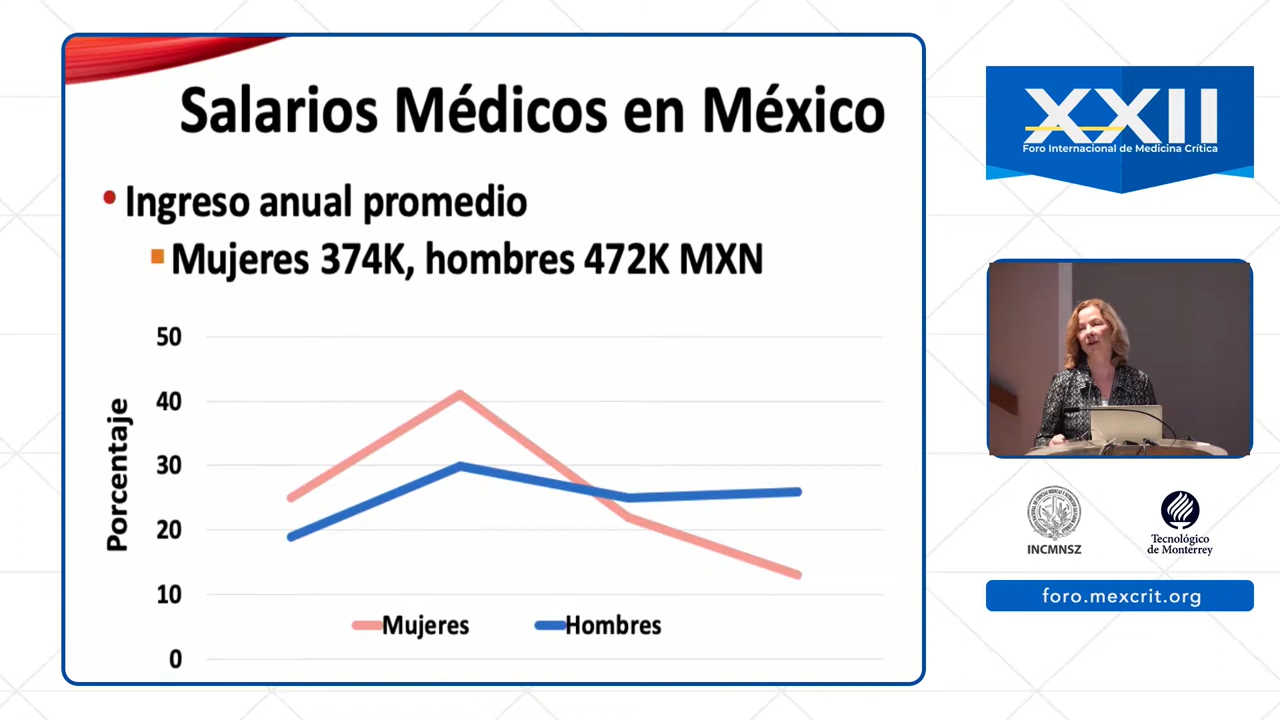 Salarios Médicos en México
Ingreso anual promedio
Mujeres 374K, hombres 472K MXN
50
40
30
20
10
0
Porcentaje
Mujeres
Hombres
XXII
Foro Internacional de Medicina Crítica
INCMNSZ
Tecnológico
de Monterrey
foro.mexcrit.org